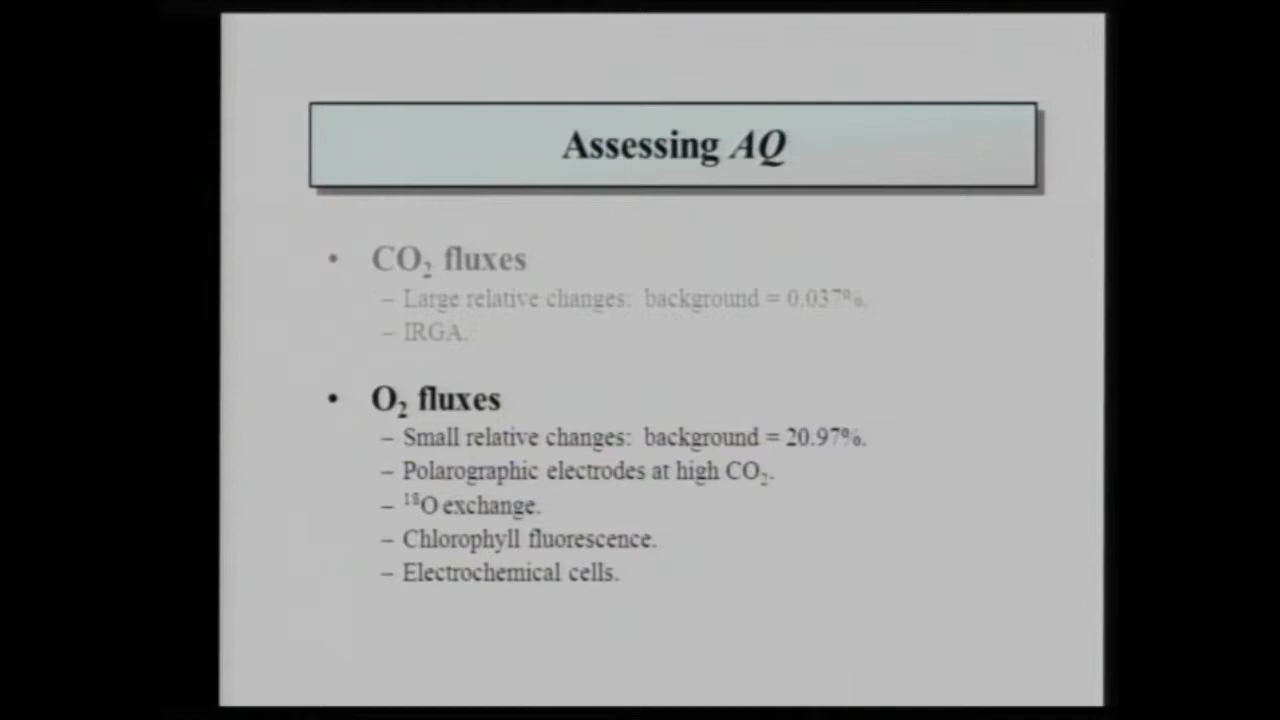 Assessing AQ
• CO₂ fluxes
– Large relative changes: background = 0.037%.
– IRGA.
• O₂ fluxes
– Small relative changes: background = 20.97%.
– Polarographic electrodes at high CO₂.
– ¹⁸O exchange.
– Chlorophyll fluorescence.
– Electrochemical cells.